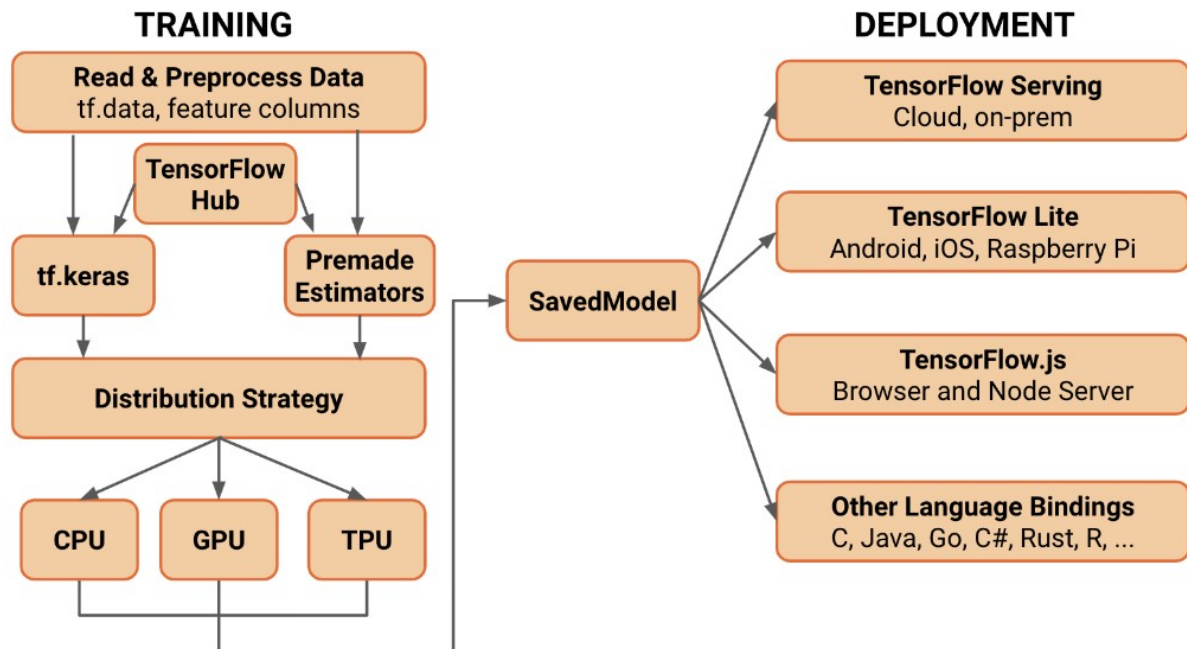 TRAINING
Read & Preprocess Data
tf.data, feature columns
TensorFlow
Hub
tf.keras
Premade
Estimators
Distribution Strategy
CPU
GPU
TPU
SavedModel
DEPLOYMENT
TensorFlow Serving
Cloud, on-prem
TensorFlow Lite
Android, iOS, Raspberry Pi
TensorFlow.js
Browser and Node Server
Other Language Bindings
C, Java, Go, C#, Rust, R, ...